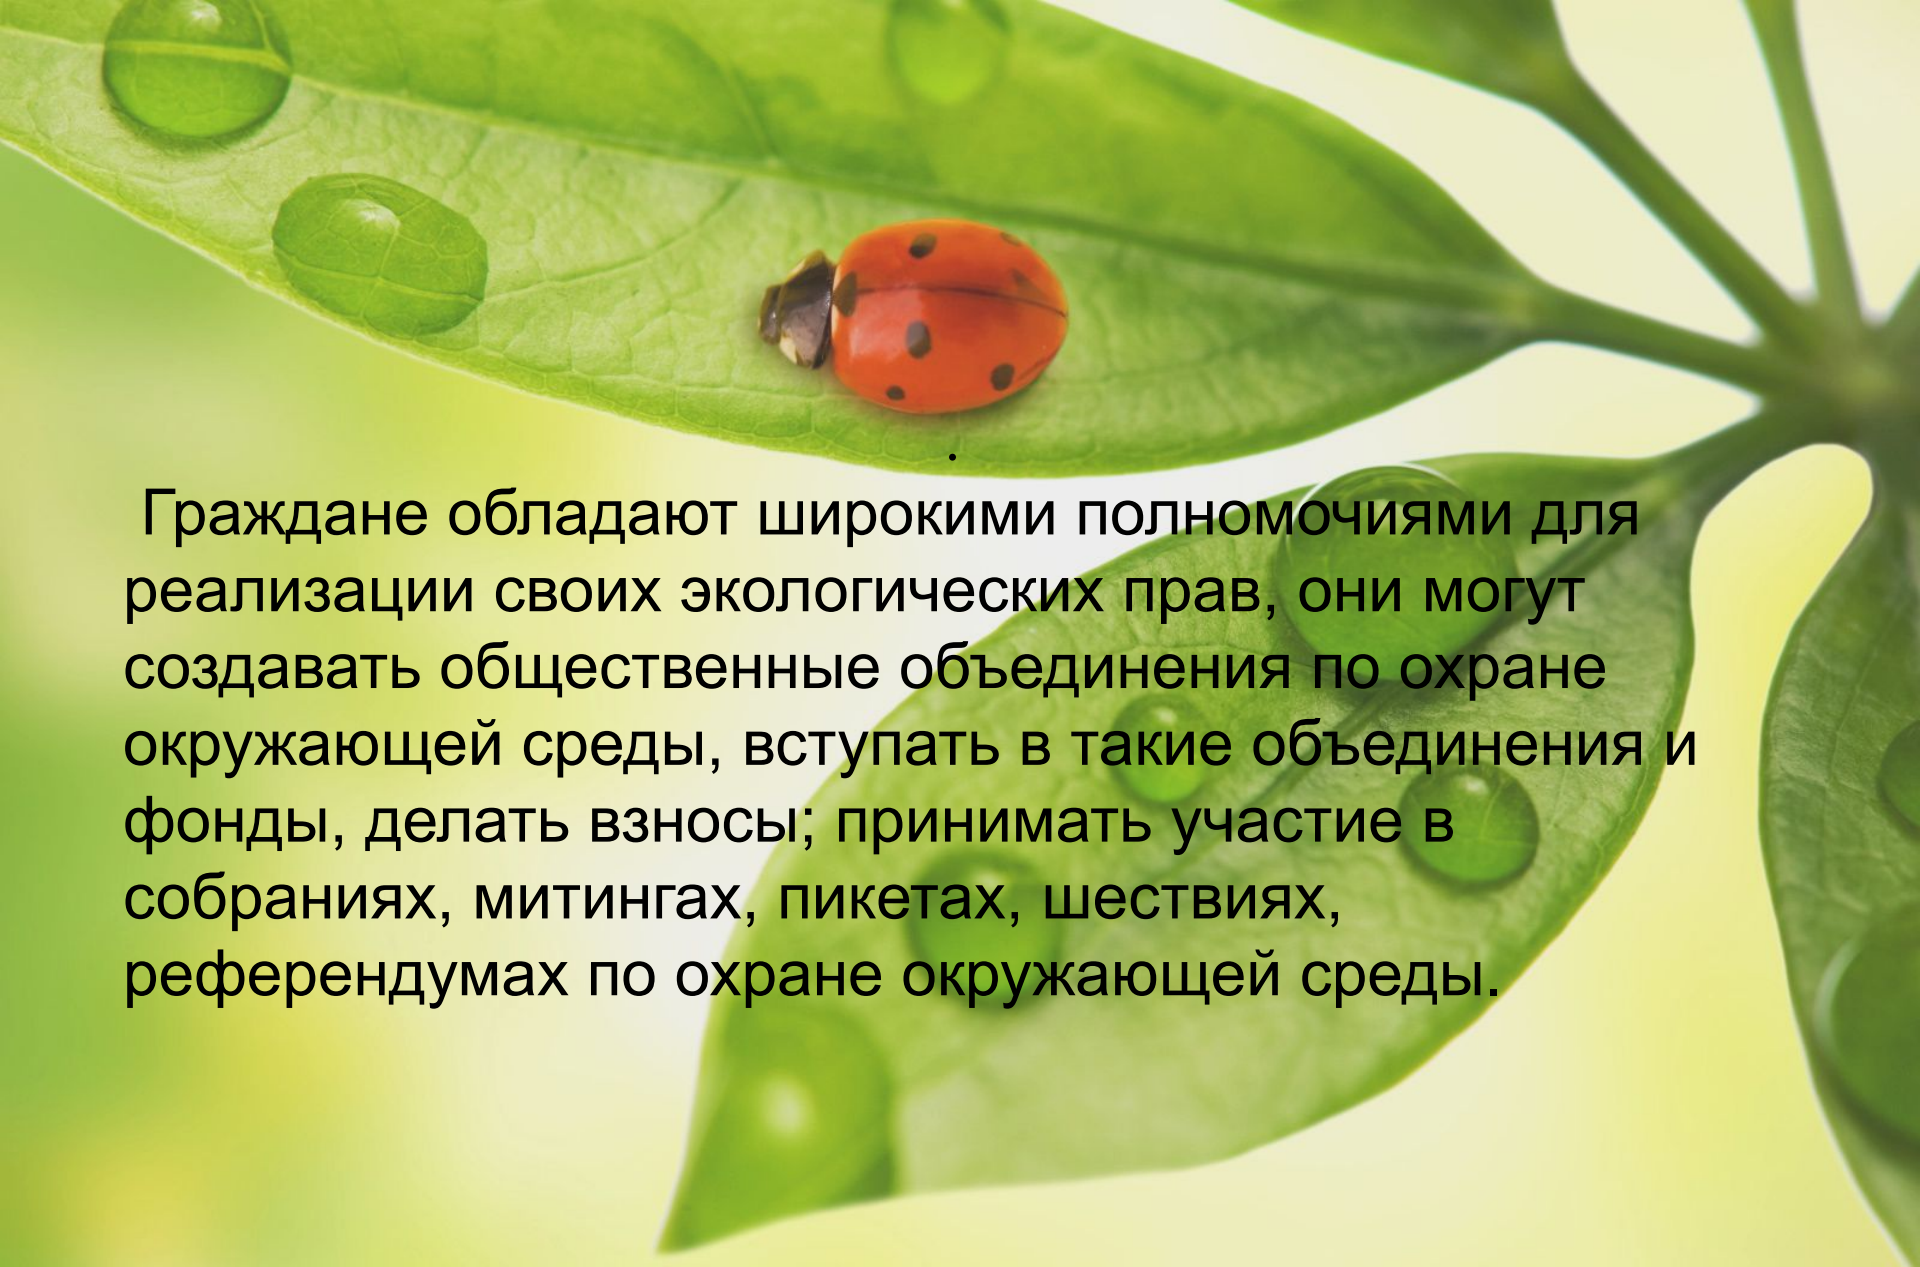 .
Граждане обладают широкими полномочиями для
реализации своих экологических прав, они могут
создавать общественные объединения по охране
окружающей среды, вступать в такие объединения и
фонды, делать взносы; принимать участие в
собраниях, митингах, пикетах, шествиях,
референдумах по охране окружающей среды.